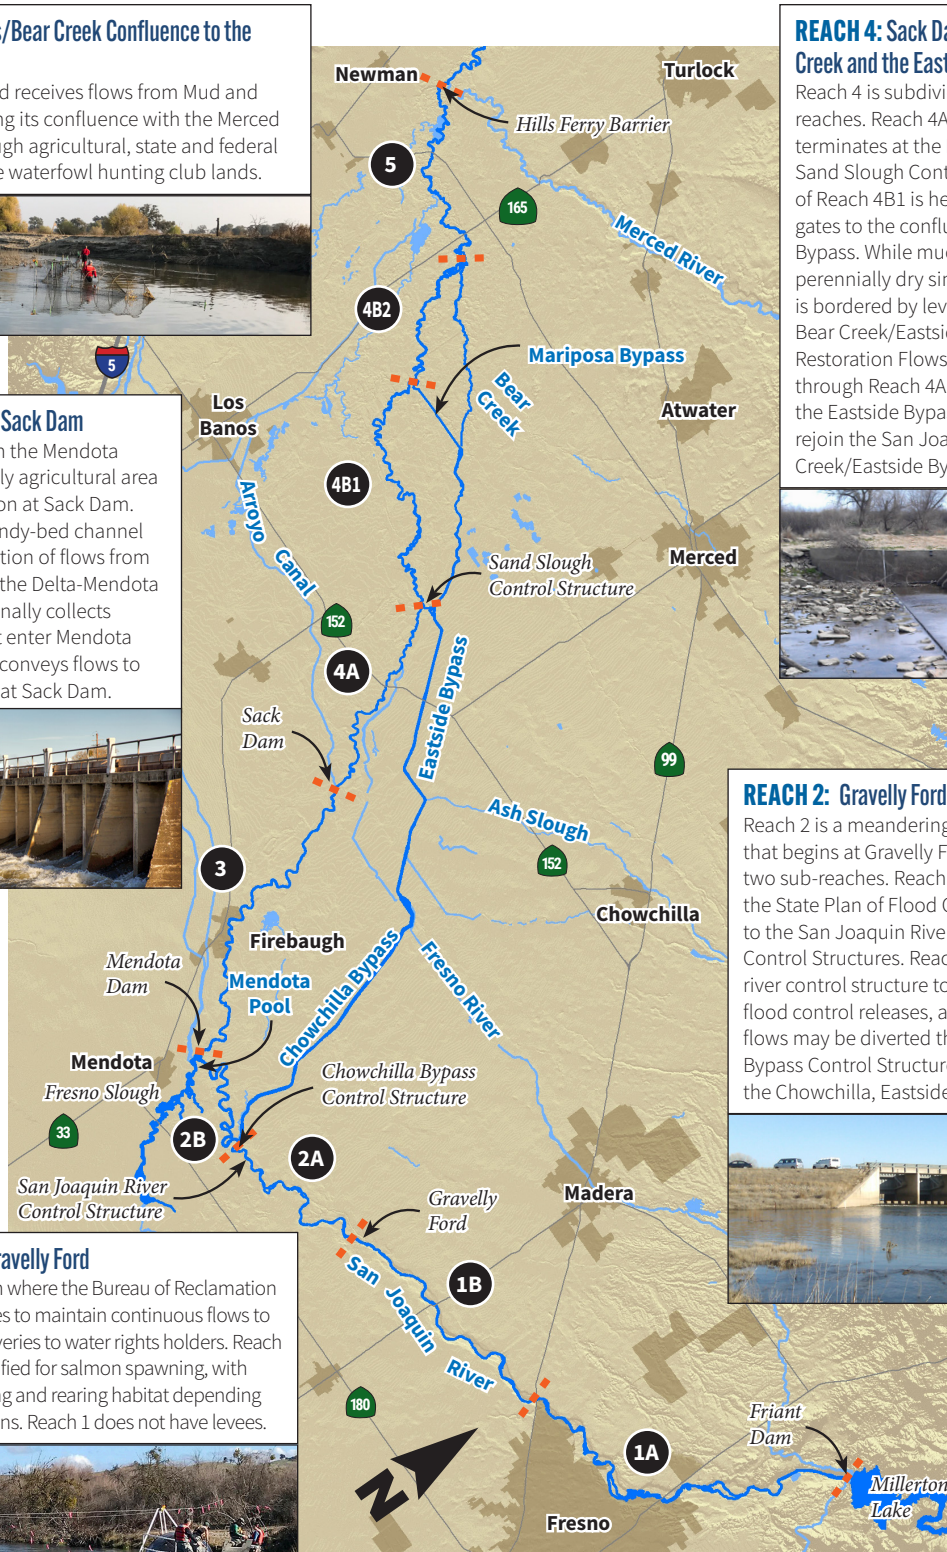 s/Bear Creek Confluence to the
d receives flows from Mud and
ng its confluence with the Merced
ugh agricultural, state and federal
e waterfowl hunting club lands.
REACH 4: Sack Da
Creek and the East
Reach 4 is subdivi
reaches. Reach 4A
terminates at the
Sand Slough Cont
of Reach 4B1 is he
gates to the conflu
Bypass. While muc
perennially dry sin
is bordered by lev
Bear Creek/Eastsid
Restoration Flows
through Reach 4A
the Eastside Bypa
rejoin the San Joa
Creek/Eastside By
Newman
Turlock
Hills Ferry Barrier
5
165
Merced River
4B2
5
Mariposa Bypass
Bear
Creek
Los
Banos
Atwater
Sack Dam
n the Mendota
ly agricultural area
on at Sack Dam.
ndy-bed channel
tion of flows from
the Delta-Mendota
nally collects
t enter Mendota
conveys flows to
at Sack Dam.
4B1
Arroyo
Canal
Merced
Sand Slough
Control Structure
152
4A
Eastside Bypass
Sack
Dam
99
Ash Slough
152
3
Chowchilla
REACH 2: Gravelly Ford
Reach 2 is a meandering
that begins at Gravelly F
two sub-reaches. Reach
the State Plan of Flood C
to the San Joaquin Rive
Control Structures. Reac
river control structure to
flood control releases, a
flows may be diverted th
Bypass Control Structure
the Chowchilla, Eastside
Firebaugh
Mendota
Dam
Mendota
Pool
Chowchilla Bypass
Fresno River
Mendota
Fresno Slough
Chowchilla Bypass
Control Structure
33
2B
2A
San Joaquin River
Control Structure
Madera
Gravelly
Ford
ravelly Ford
n where the Bureau of Reclamation
es to maintain continuous flows to
veries to water rights holders. Reach
fied for salmon spawning, with
ng and rearing habitat depending
ns. Reach 1 does not have levees.
1B
San
Joaquin
River
180
N
1A
Friant
Dam
Millerton
Lake
Fresno